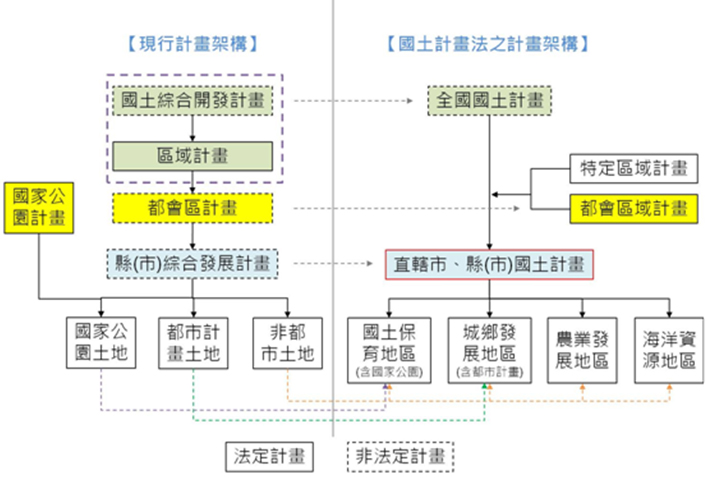 【現行計畫架構】
【國土計畫法之計畫架構】
國土綜合開發計畫
全國國土計畫
區域計畫
特定區域計畫
國家公
園計畫
都會區計畫
都會區域計畫
縣(市)綜合發展計畫
直轄市、縣(市)國土計畫
國家公
園土地
都市計
畫土地
非都
市土地
國土保
育地區
(含國家公園)
城鄉發
展地區
(含都市計畫)
農業發
展地區
海洋資
源地區
法定計畫
非法定計畫